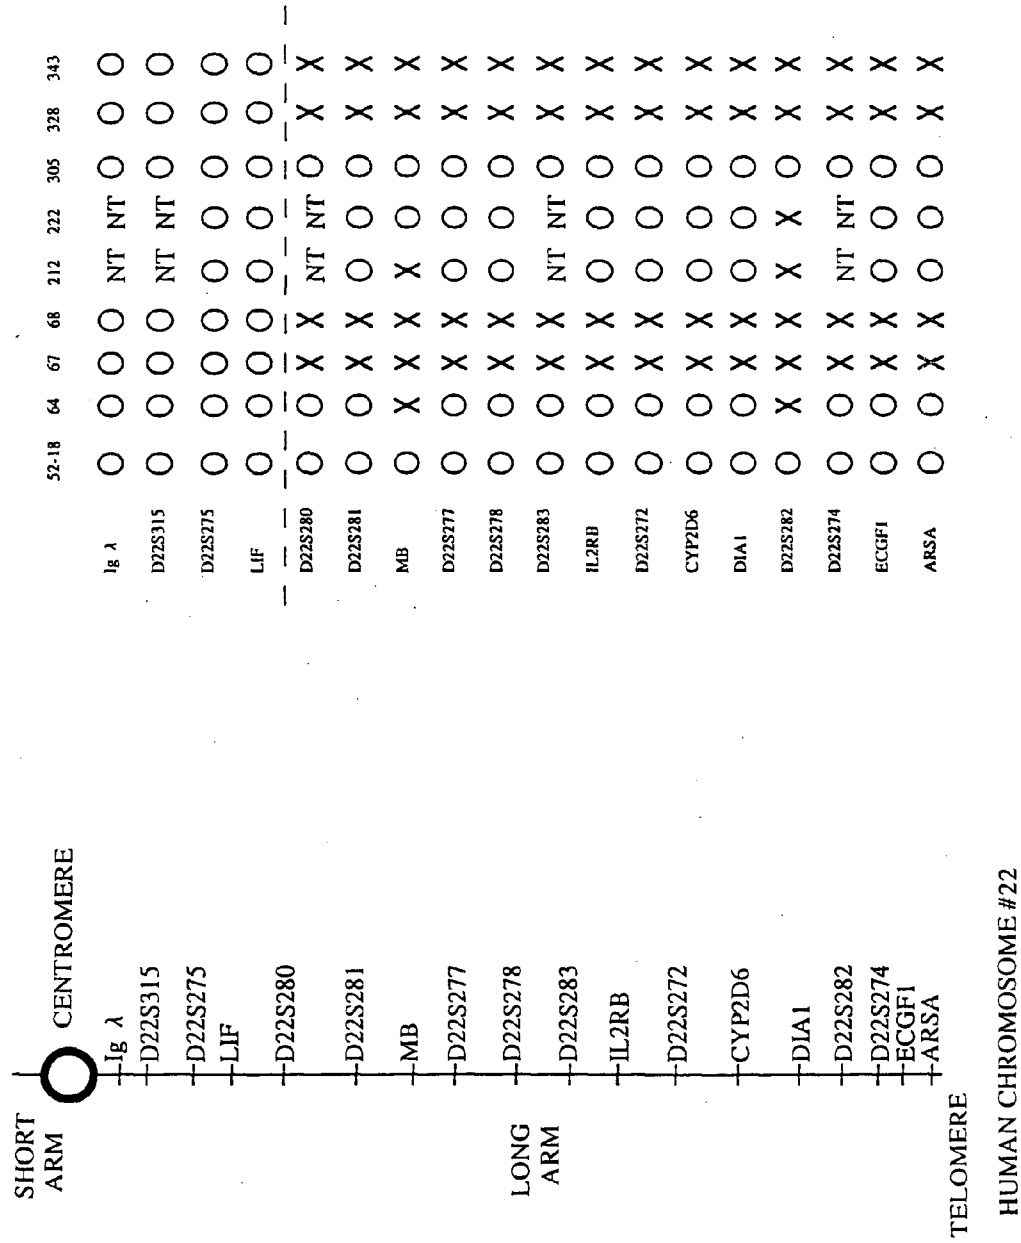 SHORT
ARM
CENTROMERE
Ig λ
D22S315
D22S275
LIF
D22S280
D22S281
MB
D22S277
D22S278
D22S283
IL2RB
D22S272
CYP2D6
DIA1
D22S282
D22S274
ECGF1
ARSA
LONG
ARM
TELOMERE
HUMAN CHROMOSOME #22
52-18 64 67 68 212 222 305 328 343
Ig λ O O O O NT NT O O O
D22S315 O O O O NT NT O O O
D22S275 O O O O O O O O O
LIF O O O O O O O O O
D22S280 O O X X NT NT O X X
D22S281 O O X X O O O X X
MB O X X X X O O X X
D22S277 O O X X O O O X X
D22S278 O O X X O O O X X
D22S283 O O X X NT NT O X X
IL2RB O O X X O O O X X
D22S272 O O X X O O O X X
CYP2D6 O O X X O O O X X
DIA1 O O X X O O O X X
D22S282 O X X X X X O X X
D22S274 O O X X NT NT O X X
ECGF1 O O X X O O O X X
ARSA O O X X O O O X X